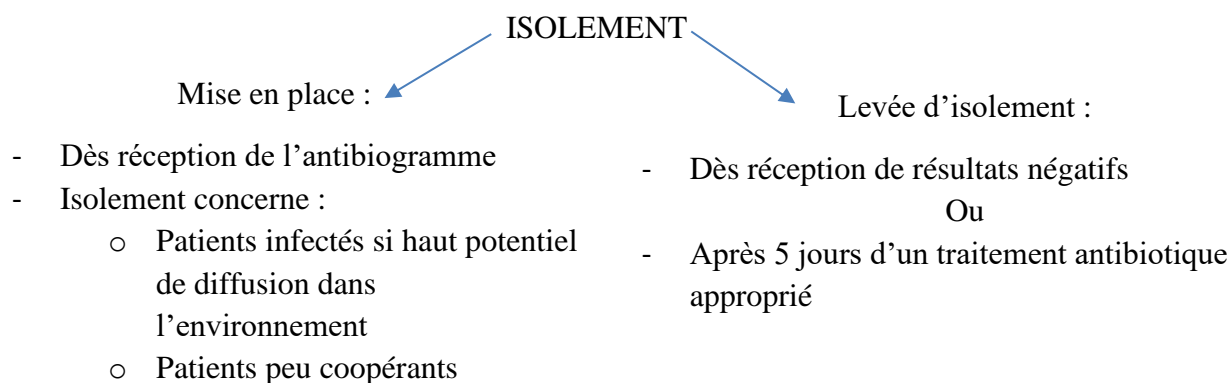 ISOLEMENT
Mise en place :
- Dès réception de l’antibiogramme
- Isolement concerne :
o Patients infectés si haut potentiel
de diffusion dans
l’environnement
o Patients peu coopérants
Levée d’isolement :
- Dès réception de résultats négatifs
Ou
- Après 5 jours d’un traitement antibiotique
approprié